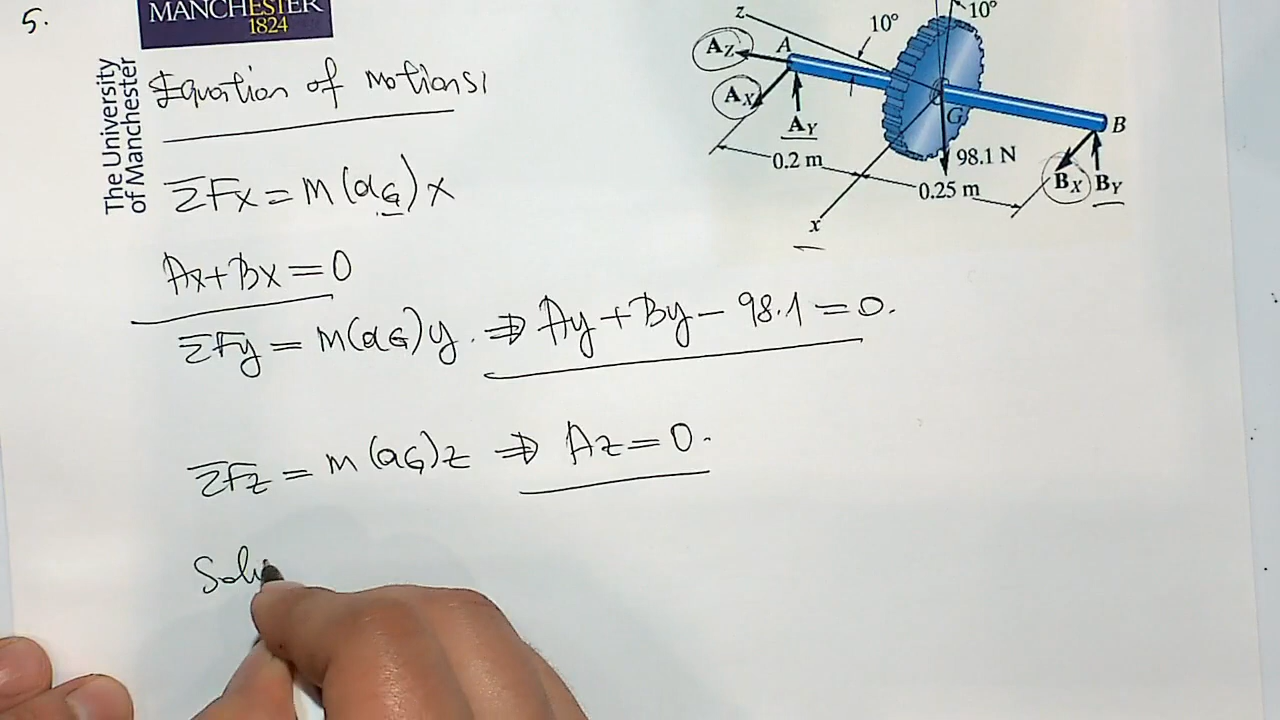 5.
MANCHESTER
1824
The University
of Manchester
Equation of motions,
ΣFx = m(aG)x
Ax+Bx=0
ΣFy = m(aG)y. ⇒ Ay + By - 98.1 = 0.
ΣFz = m(aG)z ⇒ Az = 0.
Solv
z
10°
10°
AZ
A
AX
AY
0.2 m
G
98.1 N
0.25 m
x
BX
BY
B